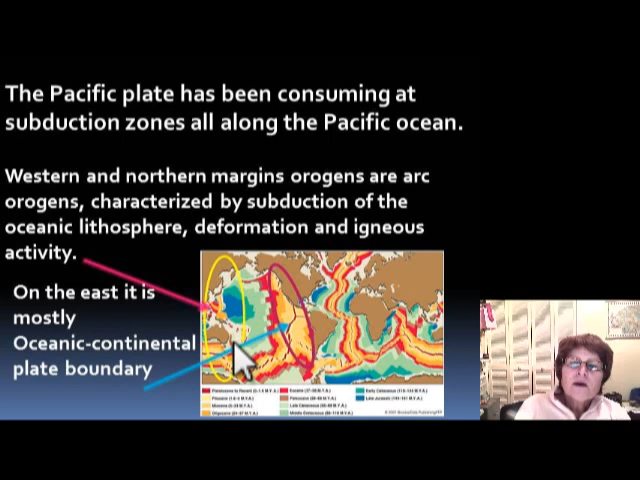 The Pacific plate has been consuming at
subduction zones all along the Pacific ocean.
Western and northern margins orogens are arc
orogens, characterized by subduction of the
oceanic lithosphere, deformation and igneous
activity.
On the east it is
mostly
Oceanic-continental
plate boundary